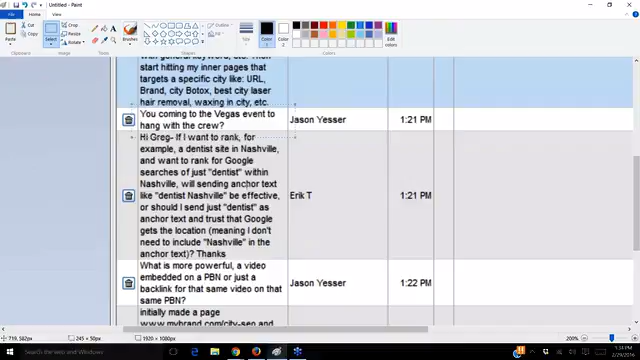 Untitled - Paint
File
Home
View
Paste
Cut
Copy
Select
Crop
Resize
Rotate
Brushes
Shapes
Outline
Fill
Size
Color 1
Color 2
Edit colors
Clipboard
Image
Tools
Shapes
Colors
with general keyword, etc. Then
start hitting my inner pages that
targets a specific city like: URL,
Brand, city Botox, best city laser
hair removal, waxing in city, etc.
You coming to the Vegas event to
hang with the crew?
Jason Yesser
1:21 PM
Hi Greg- If I want to rank, for
example, a dentist site in Nashville,
and want to rank for Google
searches of just "dentist" within
Nashville, will sending anchor text
like "dentist Nashville" be effective,
or should I send just "dentist" as
anchor text and trust that Google
gets the location (meaning I don't
need to include "Nashville" in the
anchor text)? Thanks
Erik T
1:21 PM
What is more powerful, a video
embedded on a PBN or just a
backlink for that same video on that
same PBN?
Jason Yesser
1:22 PM
initially made a page
www.mybrand.com/city-seo and
719, 582px
245 × 50px
1920 × 1080px
200%
Search the web and Windows
2/29/2016